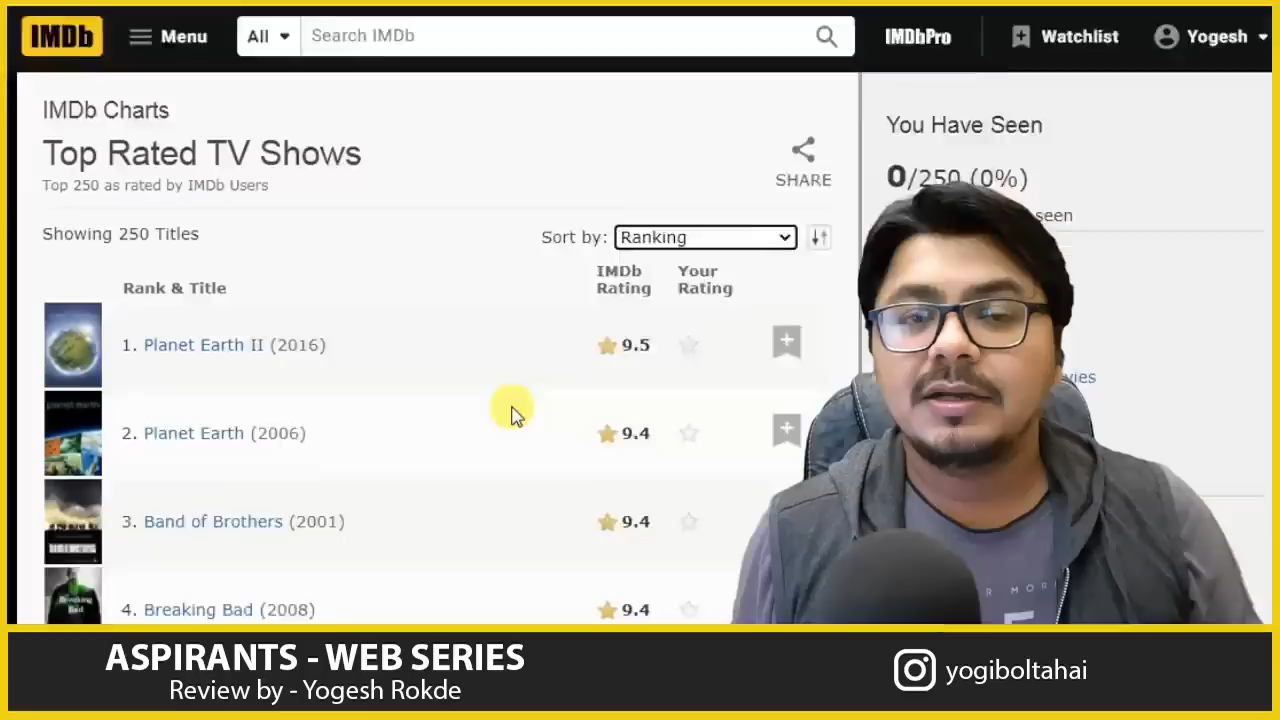 IMDb Menu All Search IMDb IMDbPro Watchlist Yogesh
IMDb Charts
Top Rated TV Shows
Top 250 as rated by IMDb Users
SHARE
You Have Seen
0/250 (0%)
seen
Showing 250 Titles
Sort by: Ranking
Rank & Title IMDb Rating Your Rating
1. Planet Earth II (2016) 9.5
2. Planet Earth (2006) 9.4
3. Band of Brothers (2001) 9.4
4. Breaking Bad (2008) 9.4
ASPIRANTS - WEB SERIES
Review by - Yogesh Rokde
yogiboltahai